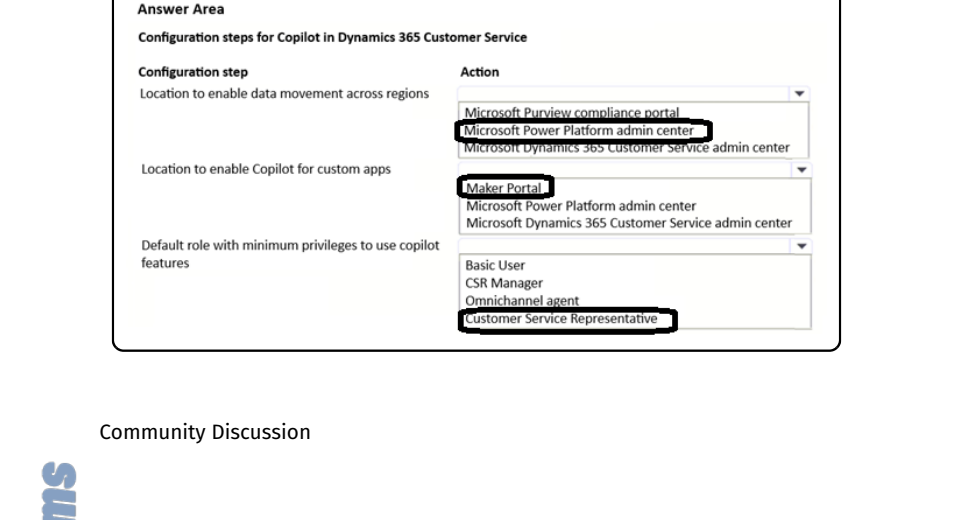 Answer Area
Configuration steps for Copilot in Dynamics 365 Customer Service
Configuration step Action
Location to enable data movement across regions
Microsoft Purview compliance portal
Microsoft Power Platform admin center
Microsoft Dynamics 365 Customer Service admin center
Location to enable Copilot for custom apps
Maker Portal
Microsoft Power Platform admin center
Microsoft Dynamics 365 Customer Service admin center
Default role with minimum privileges to use copilot
features
Basic User
CSR Manager
Omnichannel agent
Customer Service Representative
Community Discussion